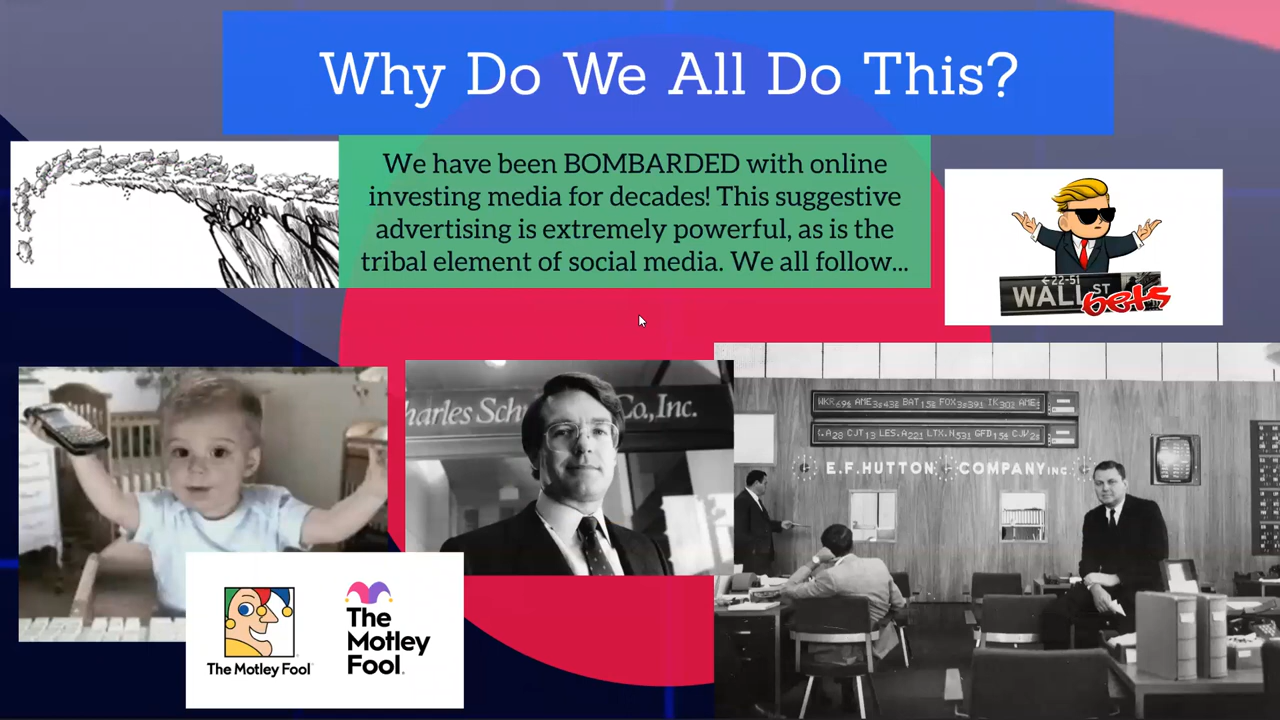 Why Do We All Do This?
We have been BOMBARDED with online
investing media for decades! This suggestive
advertising is extremely powerful, as is the
tribal element of social media. We all follow...
22-51
WALL ST
bets
harles Sch Co., Inc.
E.F. HUTTON COMPANY INC
The Motley Fool
The
Motley
Fool.